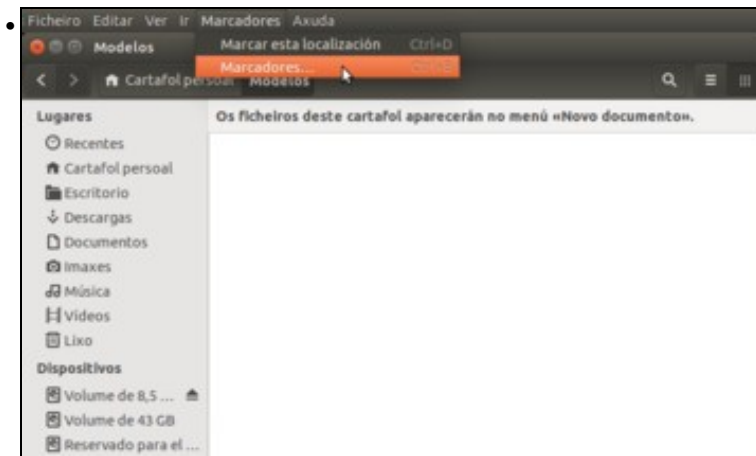 Ficheiro Editar Ver Ir Marcadores Axuda
Modelos
Marcar esta localización Ctrl+D
Marcadores...
Cartafol persoal Modelos
Lugares
Os ficheiros deste cartafol aparecerán no menú «Novo documento».
Recentes
Cartafol persoal
Escritorio
Descargas
Documentos
Imaxes
Música
Vídeos
Lixo
Dispositivos
Volume de 8,5 ...
Volume de 43 GB
Reservado para el ...